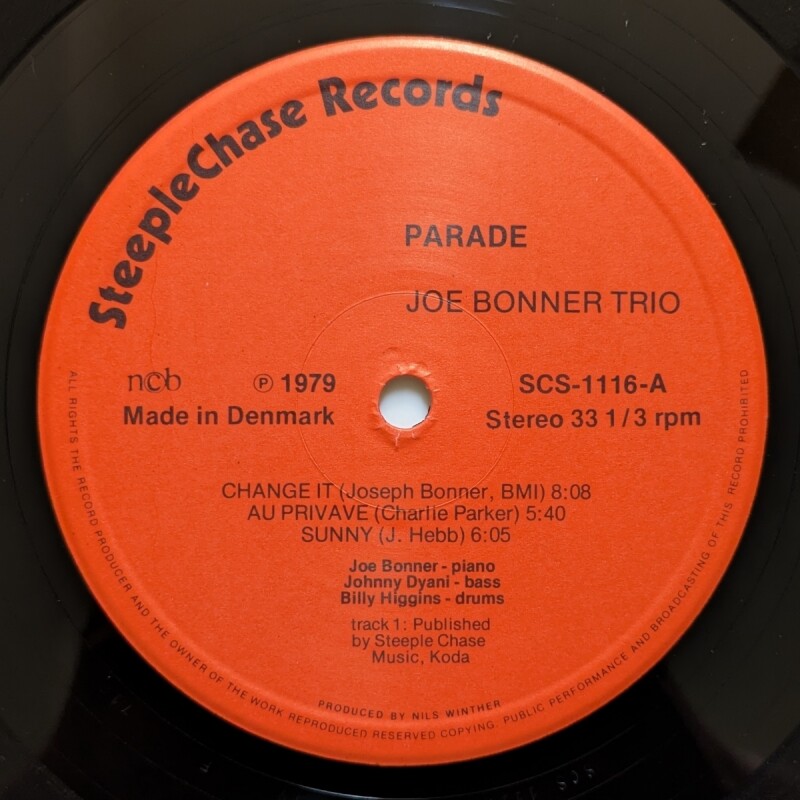 SteepleChase Records
PARADE
JOE BONNER TRIO
ncb
℗ 1979
SCS-1116-A
Made in Denmark
Stereo 33 1/3 rpm
CHANGE IT (Joseph Bonner, BMI) 8:08
AU PRIVAVE (Charlie Parker) 5:40
SUNNY (J. Hebb) 6:05
Joe Bonner - piano
Johnny Dyani - bass
Billy Higgins - drums
track 1: Published
by Steeple Chase
Music, Koda
PRODUCED BY NILS WINTHER
ALL RIGHTS THE RECORD PRODUCER AND THE OWNER OF THE WORK REPRODUCED RESERVED COPYING. PUBLIC PERFORMANCE AND BROADCASTING OF THIS RECORD PROHIBITED